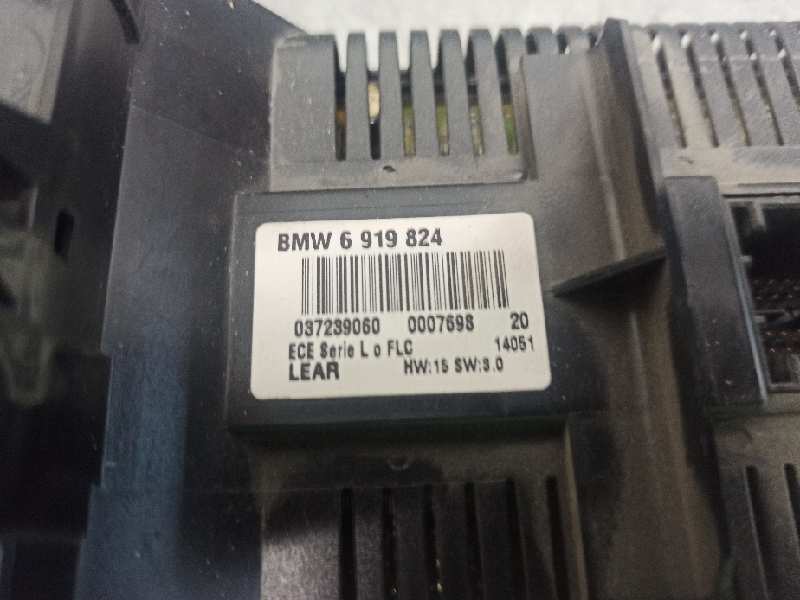 BMW 6 919 824
037239060 0007698 20
ECE Serie L o FLC 14051
LEAR HW:15 SW:3.0